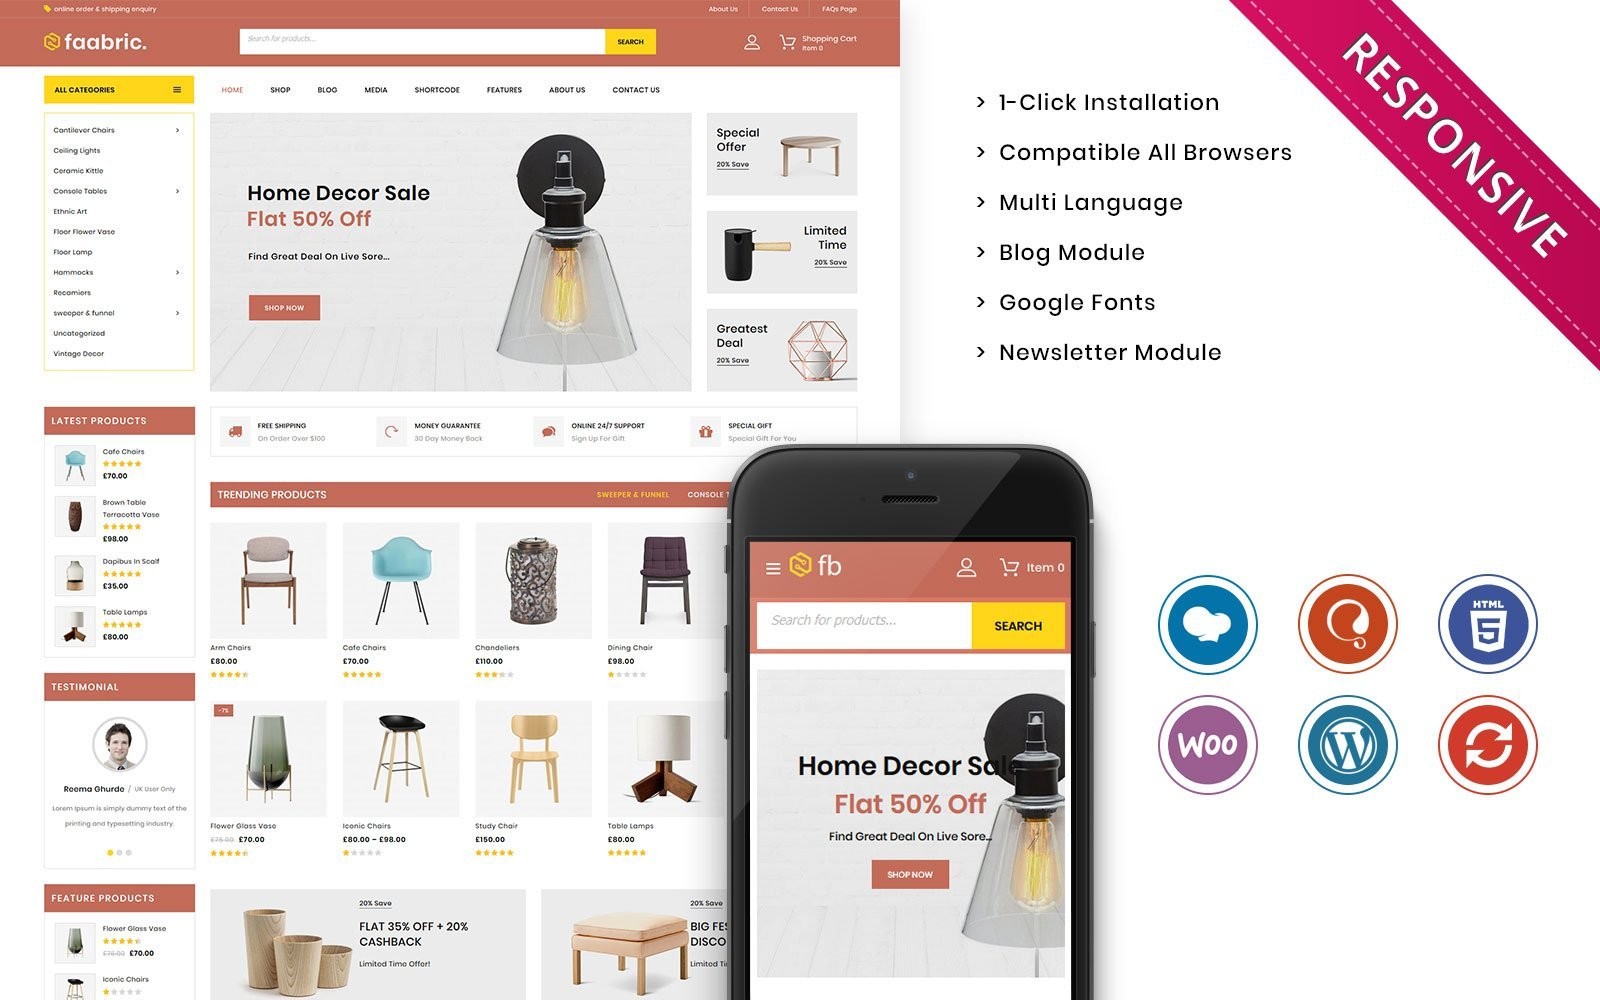 online order & shipping enquiry
About Us
Contact Us
FAQs Page
faabric.
Search for products...
SEARCH
Shopping Cart
Item 0
ALL CATEGORIES
HOME
SHOP
BLOG
MEDIA
SHORTCODE
FEATURES
ABOUT US
CONTACT US
Cantilever Chairs
Ceiling Lights
Ceramic Kittle
Console Tables
Ethnic Art
Floor Flower Vase
Floor Lamp
Hammocks
Recamiers
sweeper & funnel
Uncategorized
Vintage Decor
Home Decor Sale
Flat 50% Off
Find Great Deal On Live Sore...
SHOP NOW
Special
Offer
20% Save
Limited
Time
20% Save
Greatest
Deal
20% Save
FREE SHIPPING
On Order Over $100
MONEY GUARANTEE
30 Day Money Back
ONLINE 24/7 SUPPORT
Sign Up For Gift
SPECIAL GIFT
Special Gift For You
LATEST PRODUCTS
Cafe Chairs
£70.00
Brown Table
Terracotta Vase
£98.00
Dapibus In Scalf
£35.00
Table Lamps
£80.00
TESTIMONIAL
Reema Ghurde / UK User Only
Lorem Ipsum is simply dummy text of the
printing and typesetting industry.
FEATURE PRODUCTS
Flower Glass Vase
£75.00 £70.00
Iconic Chairs
TRENDING PRODUCTS
SWEEPER & FUNNEL
CONSOLE T
Arm Chairs
£80.00
Cafe Chairs
£70.00
Chandeliers
£110.00
Dining Chair
£98.00
-7%
Flower Glass Vase
£75.00 £70.00
Iconic Chairs
£80.00 – £98.00
Study Chair
£150.00
Table Lamps
£80.00
20% Save
FLAT 35% OFF + 20%
CASHBACK
Limited Time Offer!
20% Save
BIG FES
DISCO
Limited Ti
fb
Item 0
Search for products...
SEARCH
Home Decor Sale
Flat 50% Off
Find Great Deal On Live Sore...
SHOP NOW
> 1-Click Installation
> Compatible All Browsers
> Multi Language
> Blog Module
> Google Fonts
> Newsletter Module
RESPONSIVE
HTML
5
WOO
W